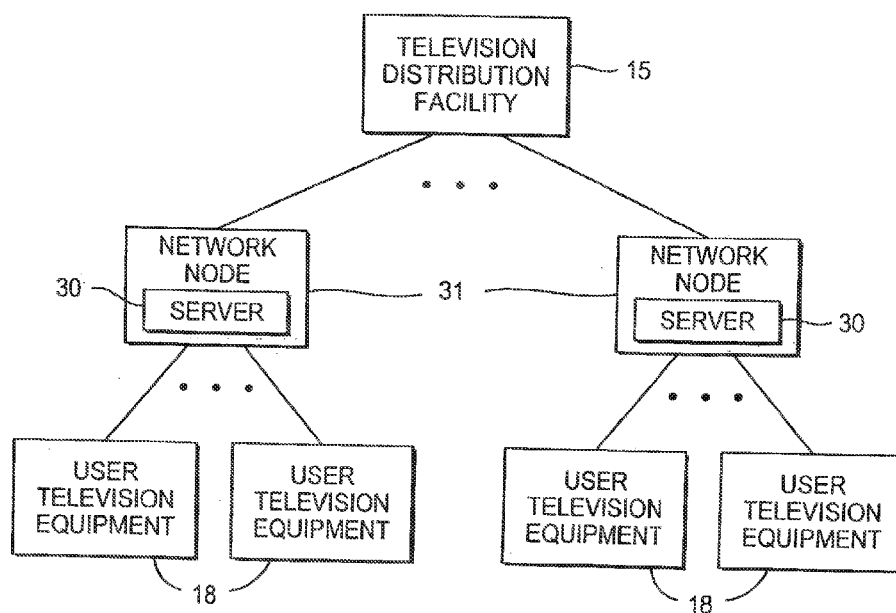 TELEVISION
DISTRIBUTION
FACILITY
15
NETWORK
NODE
30
SERVER
31
NETWORK
NODE
SERVER
30
USER
TELEVISION
EQUIPMENT
USER
TELEVISION
EQUIPMENT
USER
TELEVISION
EQUIPMENT
USER
TELEVISION
EQUIPMENT
18
18